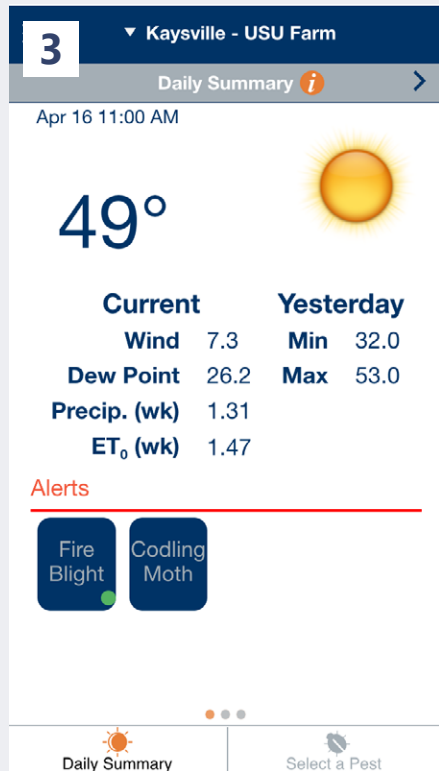 3
▼ Kaysville - USU Farm
Daily Summary i
Apr 16 11:00 AM
49°
Current Yesterday
Wind 7.3 Min 32.0
Dew Point 26.2 Max 53.0
Precip. (wk) 1.31
ET₀ (wk) 1.47
Alerts
Fire Codling
Blight Moth
Daily Summary Select a Pest